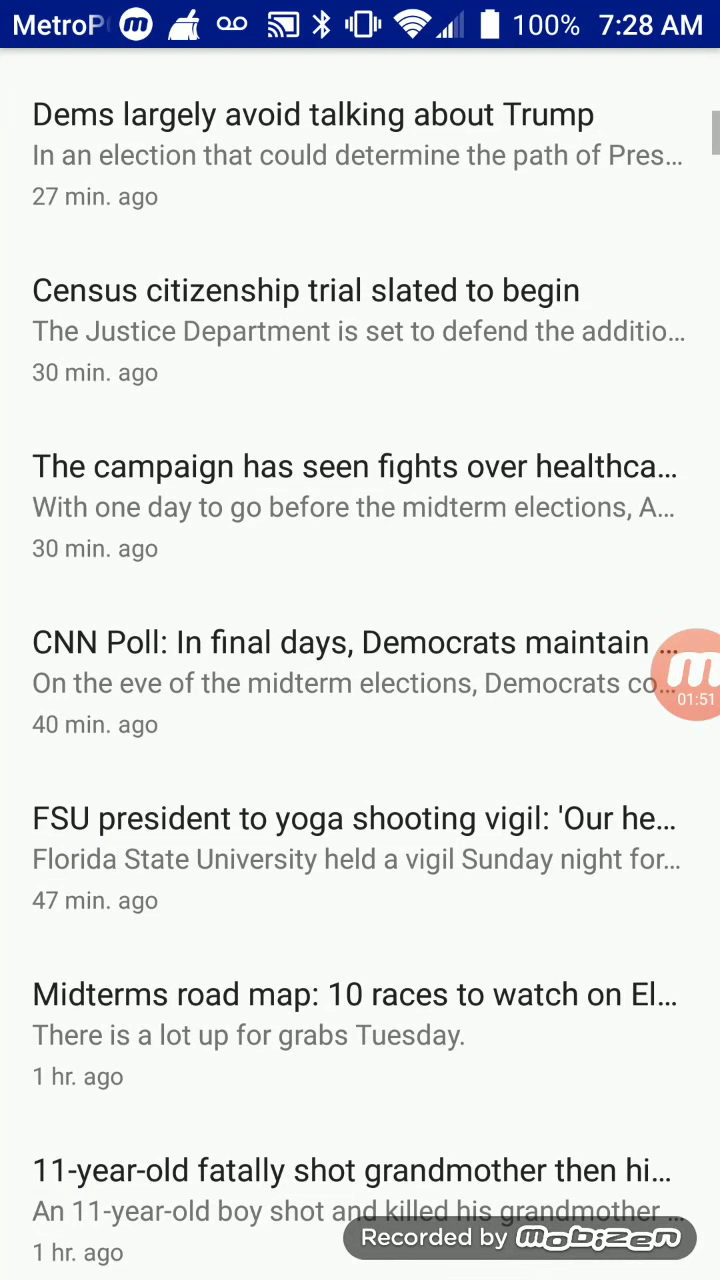 MetroP
100% 7:28 AM
Dems largely avoid talking about Trump
In an election that could determine the path of Pres...
27 min. ago
Census citizenship trial slated to begin
The Justice Department is set to defend the additio...
30 min. ago
The campaign has seen fights over healthca...
With one day to go before the midterm elections, A...
30 min. ago
CNN Poll: In final days, Democrats maintain ...
On the eve of the midterm elections, Democrats co...
01:51
40 min. ago
FSU president to yoga shooting vigil: 'Our he...
Florida State University held a vigil Sunday night for...
47 min. ago
Midterms road map: 10 races to watch on El...
There is a lot up for grabs Tuesday.
1 hr. ago
11-year-old fatally shot grandmother then hi...
An 11-year-old boy shot and killed his grandmother ...
Recorded by mobizen
1 hr. ago